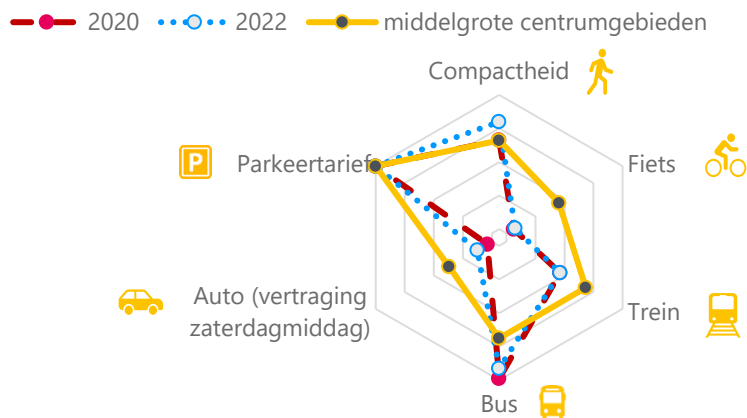 2020 2022 middelgrote centrumgebieden
Compactheid
P Parkeertarief Fiets
Auto (vertraging
zaterdagmiddag)
Trein
Bus